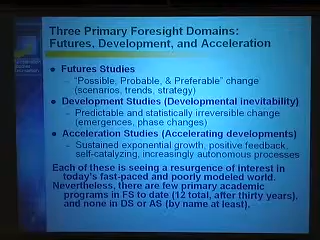 Three Primary Foresight Domains:
Futures, Development, and Acceleration
Futures Studies
– "Possible, Probable, & Preferable" change
(scenarios, trends, strategy)
Development Studies (Developmental inevitability)
– Predictable and statistically irreversible change
(emergences, phase changes)
Acceleration Studies (Accelerating developments)
– Sustained exponential growth, positive feedback,
self-catalyzing, increasingly autonomous processes
Each of these is seeing a resurgence of interest in
today's fast-paced and poorly modeled world.
Nevertheless, there are few primary academic
programs in FS to date (12 total, after thirty years),
and none in DS or AS (by name at least).